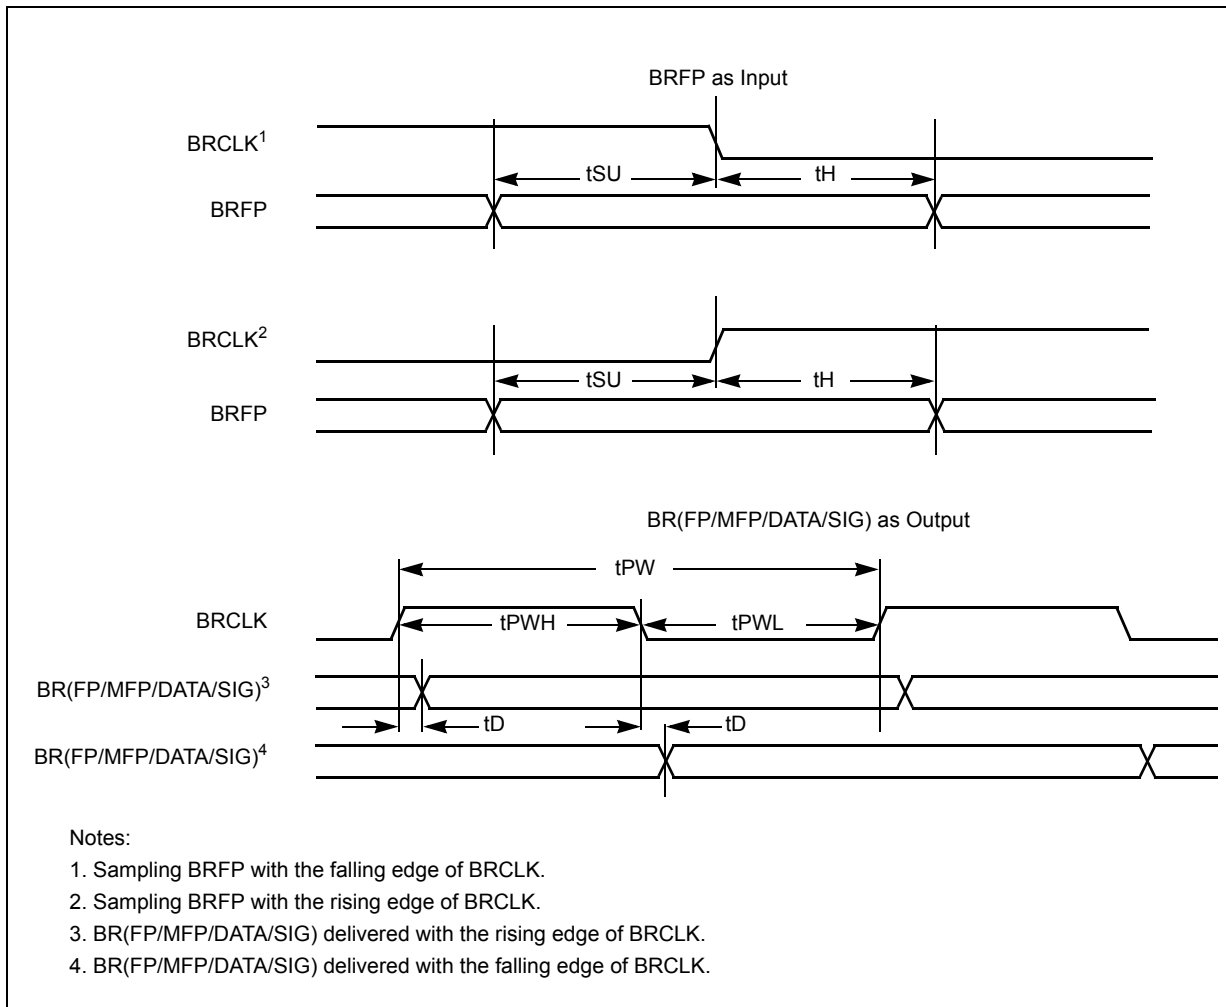 BRFP as Input
BRCLK¹
tSU
tH
BRFP
BRCLK²
tSU
tH
BRFP
BR(FP/MFP/DATA/SIG) as Output
tPW
BRCLK
tPWH
tPWL
BR(FP/MFP/DATA/SIG)³
tD
tD
BR(FP/MFP/DATA/SIG)⁴
Notes:
1. Sampling BRFP with the falling edge of BRCLK.
2. Sampling BRFP with the rising edge of BRCLK.
3. BR(FP/MFP/DATA/SIG) delivered with the rising edge of BRCLK.
4. BR(FP/MFP/DATA/SIG) delivered with the falling edge of BRCLK.